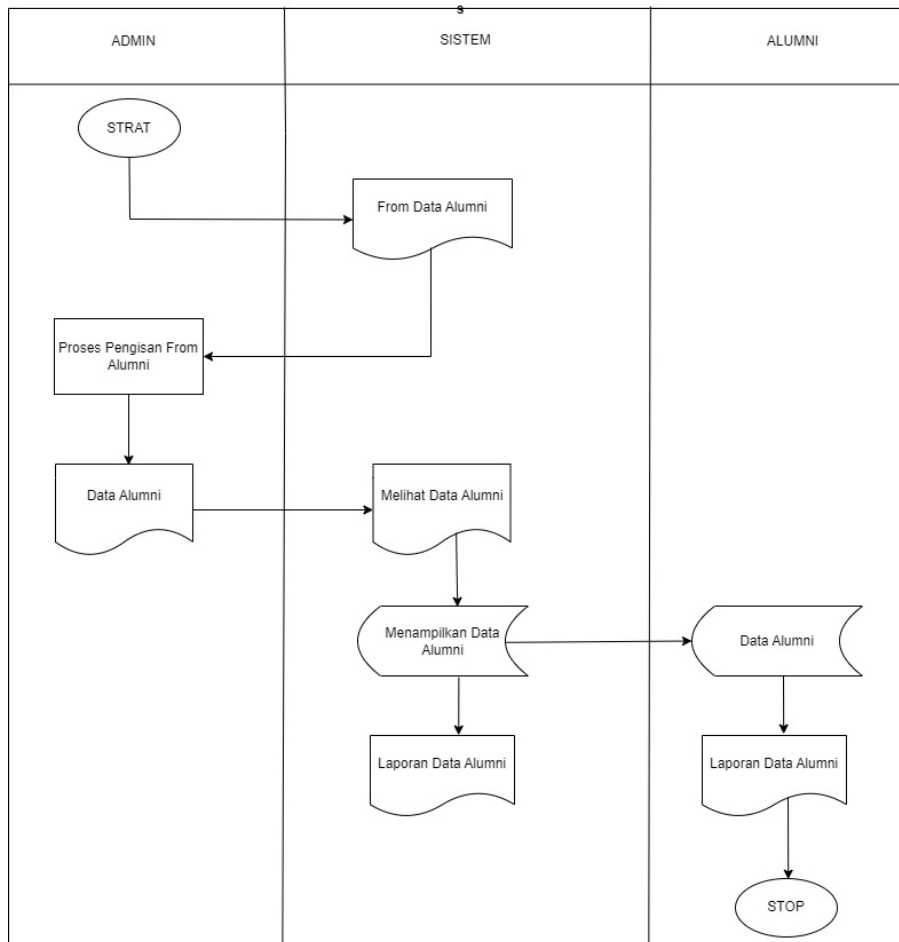 s
ADMIN
SISTEM
ALUMNI
STRAT
From Data Alumni
Proses Pengisan From
Alumni
Data Alumni
Melihat Data Alumni
Menampilkan Data
Alumni
Data Alumni
Laporan Data Alumni
Laporan Data Alumni
STOP